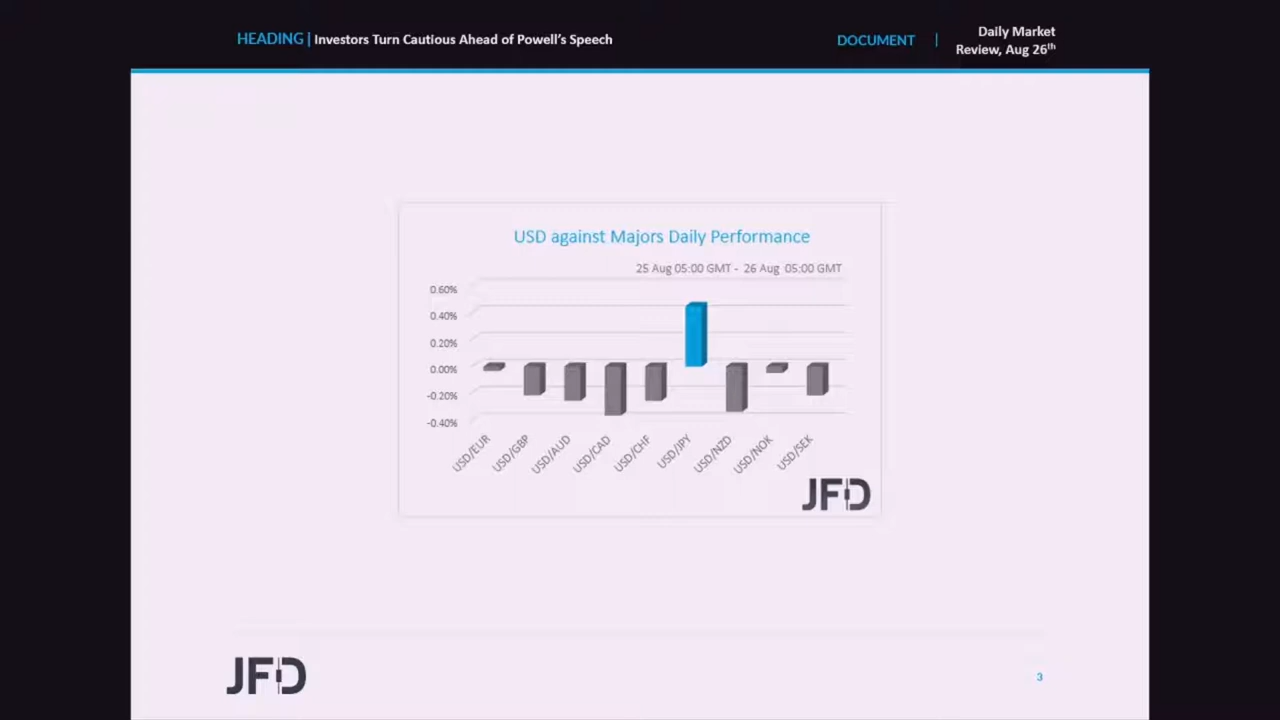 HEADING | Investors Turn Cautious Ahead of Powell's Speech
DOCUMENT | Daily Market
Review, Aug 26th
USD against Majors Daily Performance
25 Aug 05:00 GMT - 26 Aug 05:00 GMT
0.60%
0.40%
0.20%
0.00%
-0.20%
-0.40%
USD/EUR
USD/GBP
USD/AUD
USD/CAD
USD/CHF
USD/JPY
USD/NZD
USD/NOK
USD/SEK
JFD
JFD
3